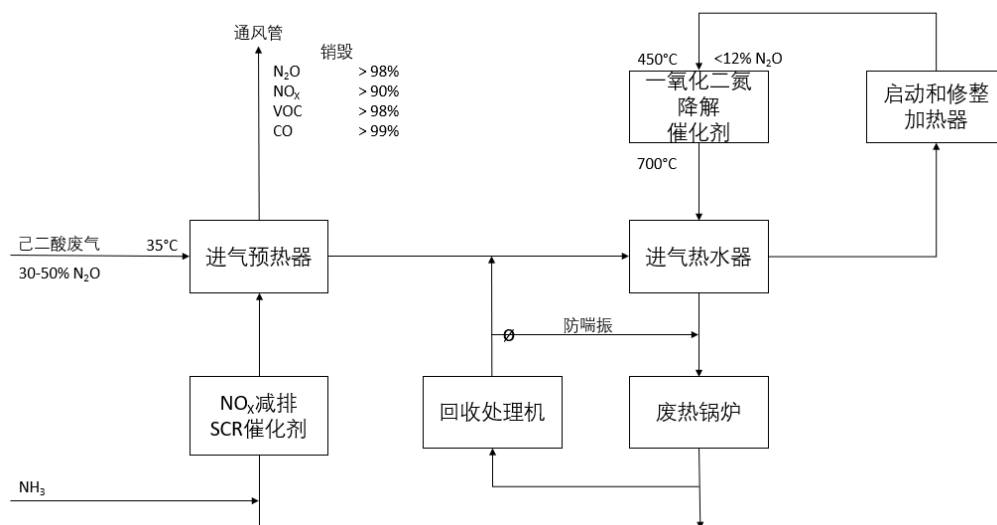 通风管
销毁
N₂O > 98%
NOₓ > 90%
VOC > 98%
CO > 99%
450°C
<12% N₂O
一氧化二氮
降解
催化剂
启动和修整
加热器
700°C
己二酸废气
35°C
30-50% N₂O
进气预热器
进气热水器
防喘振
Ø
NOₓ减排
SCR催化剂
回收处理机
废热锅炉
NH₃